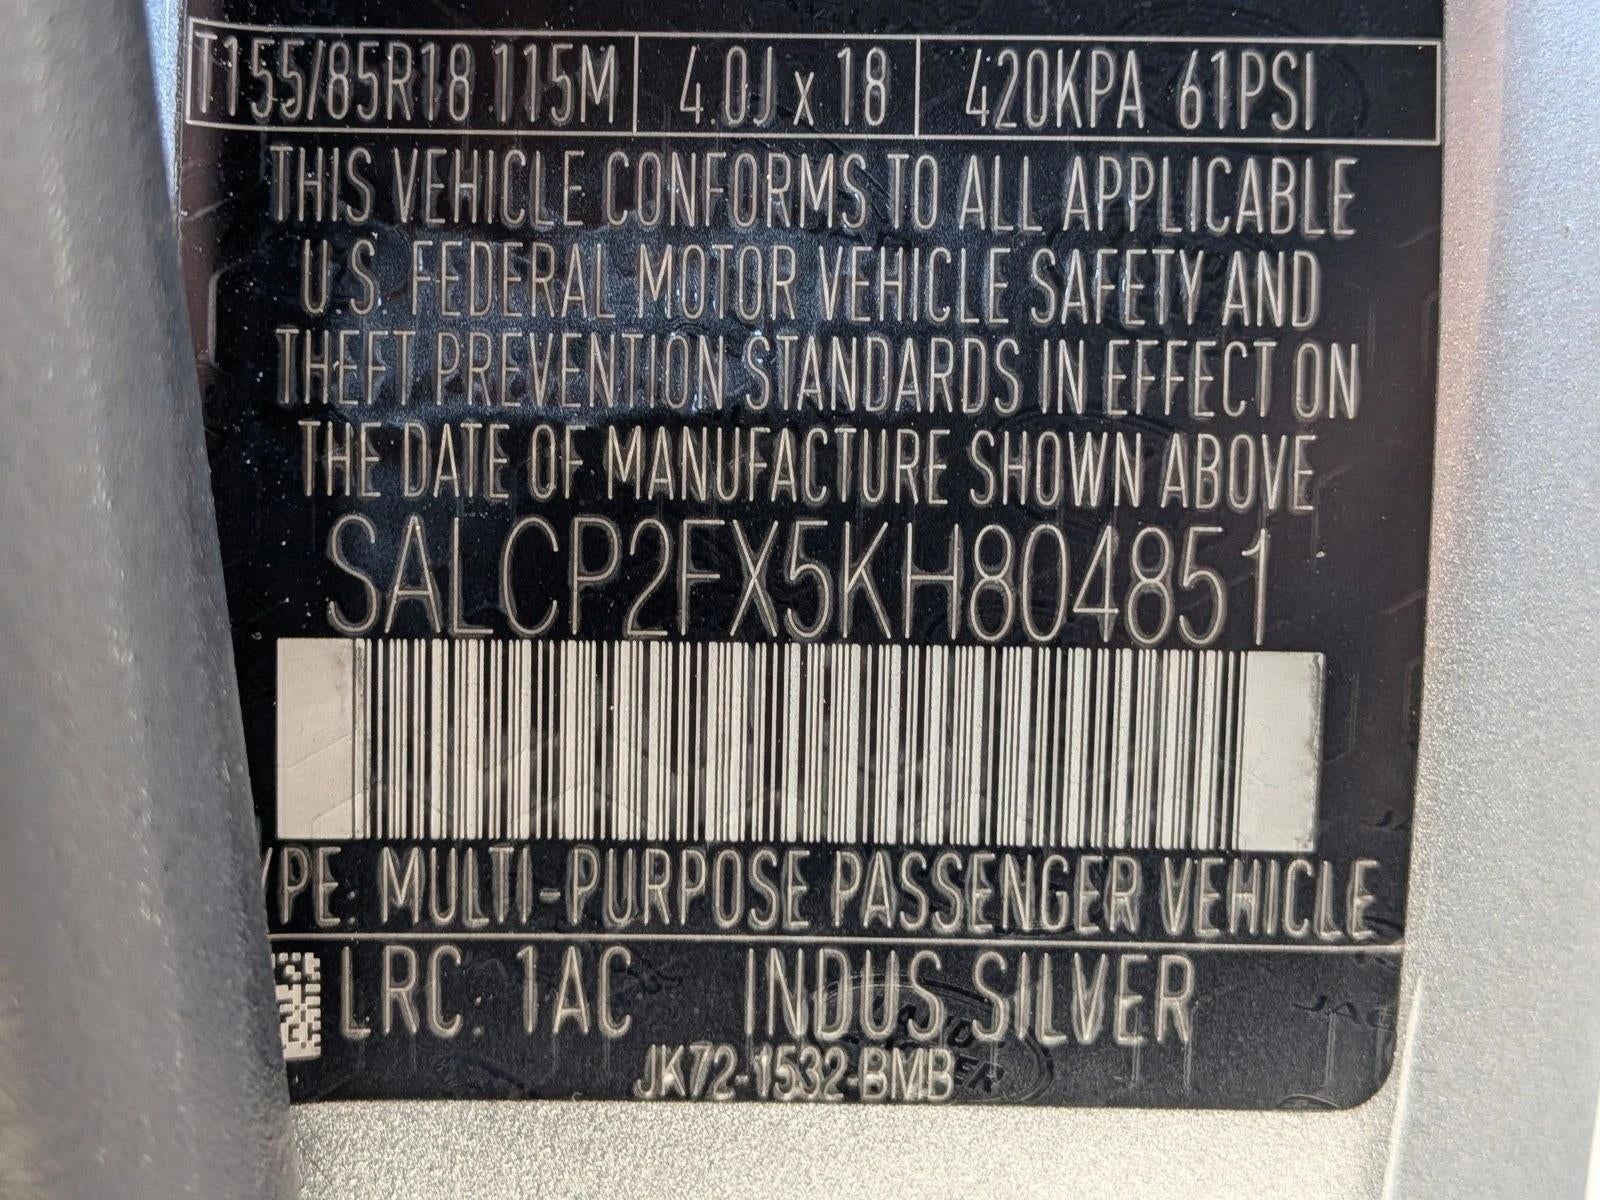 T155/85R18 115M 4.0J x 18 420KPA 61PSI
THIS VEHICLE CONFORMS TO ALL APPLICABLE
U.S. FEDERAL MOTOR VEHICLE SAFETY AND
THEFT PREVENTION STANDARDS IN EFFECT ON
THE DATE OF MANUFACTURE SHOWN ABOVE
SALCP2FX5KH804851
YPE: MULTI-PURPOSE PASSENGER VEHICLE
LRC: 1AC INDUS SILVER
JK72-1532-BMB